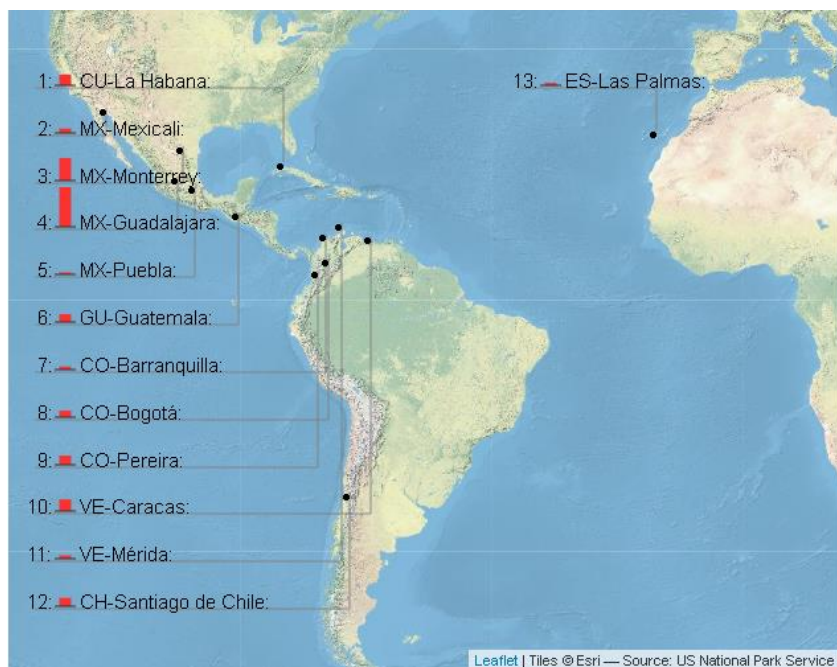 1: CU-La Habana:
2: MX-Mexicali:
3: MX-Monterrey:
4: MX-Guadalajara:
5: MX-Puebla:
6: GU-Guatemala:
7: CO-Barranquilla:
8: CO-Bogotá:
9: CO-Pereira:
10: VE-Caracas:
11: VE-Mérida:
12: CH-Santiago de Chile:
13: ES-Las Palmas:
Leaflet | Tiles © Esri — Source: US National Park Service